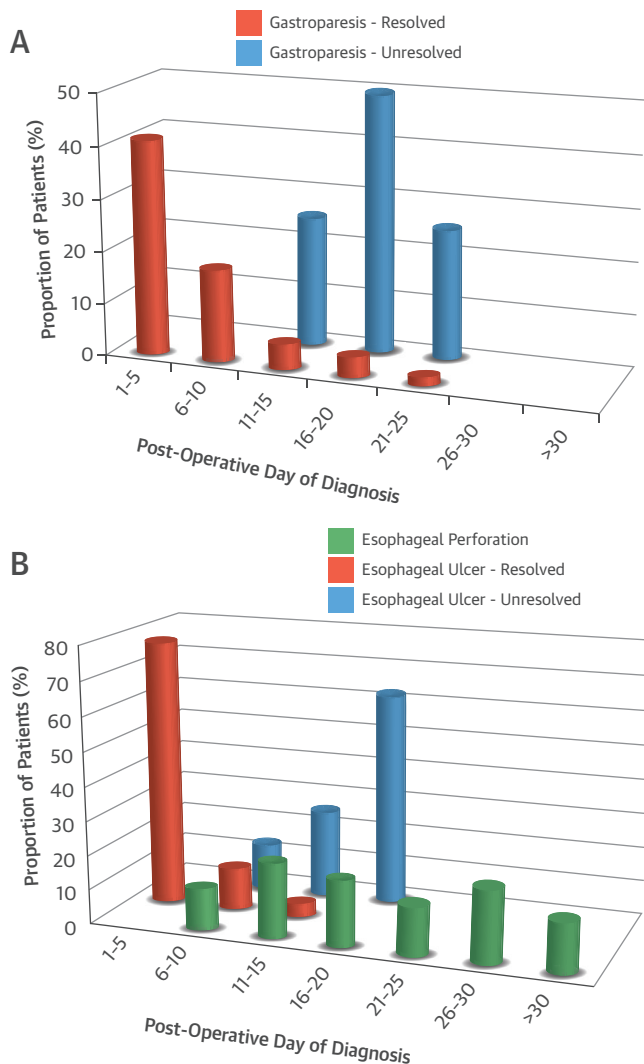 A
Gastroparesis - Resolved
Gastroparesis - Unresolved
Proportion of Patients (%)
50
40
30
20
10
0
1–5
6–10
11–15
16–20
21–25
26–30
>30
Post-Operative Day of Diagnosis
B
Esophageal Perforation
Esophageal Ulcer - Resolved
Esophageal Ulcer - Unresolved
Proportion of Patients (%)
80
70
60
50
40
30
20
10
0
1–5
6–10
11–15
16–20
21–25
26–30
>30
Post-Operative Day of Diagnosis